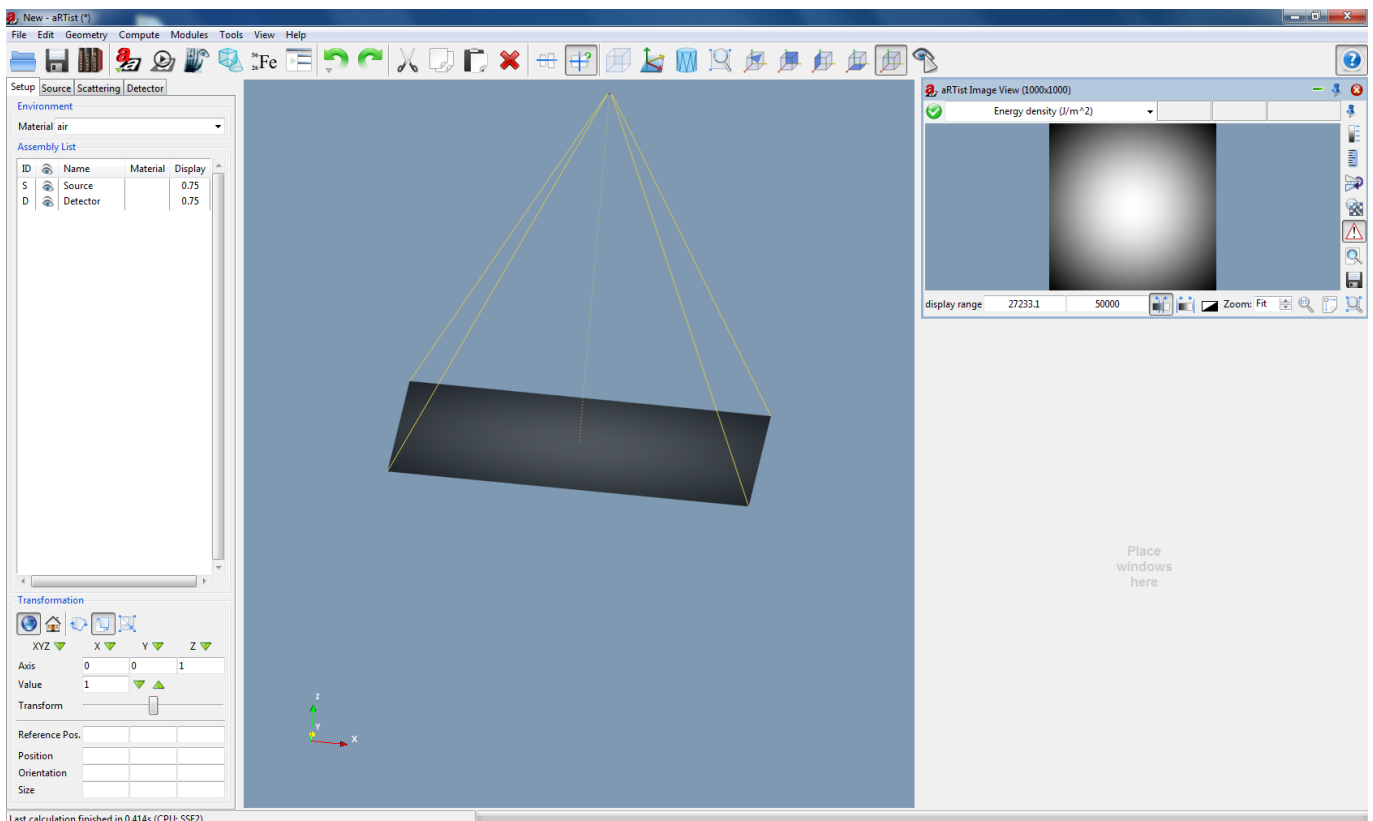 New - aRTist (*)
File Edit Geometry Compute Modules Tools View Help
56 26 Fe
Setup Source Scattering Detector
Environment
Material air
Assembly List
ID Name Material Display
S Source 0.75
D Detector 0.75
Transformation
XYZ X Y Z
Axis 0 0 1
Value 1
Transform
Reference Pos.
Position
Orientation
Size
Last calculation finished in 0.414s (CPU: SSE2)
z
Y
X
aRTist Image View (1000x1000)
Energy density (J/m^2)
display range 27233.1 50000 Zoom: Fit
Place
windows
here